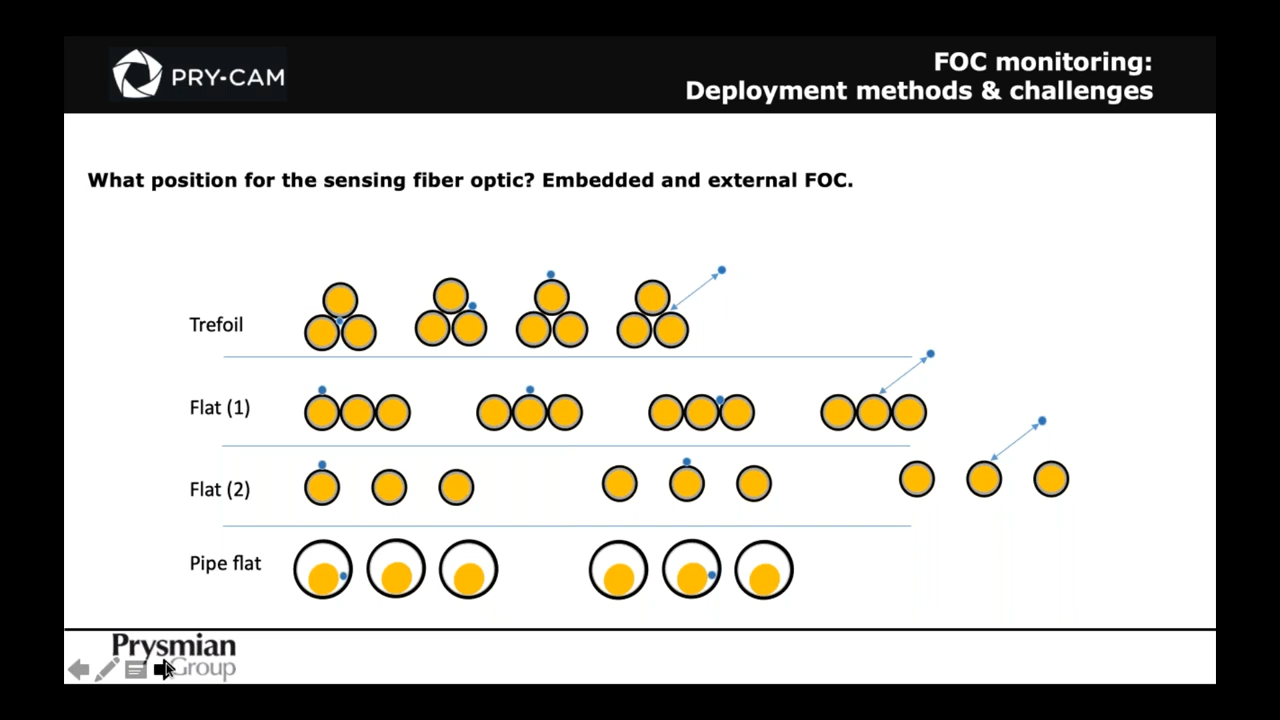 PRY-CAM
FOC monitoring:
Deployment methods & challenges
What position for the sensing fiber optic? Embedded and external FOC.
Trefoil
Flat (1)
Flat (2)
Pipe flat
Prysmian
Group